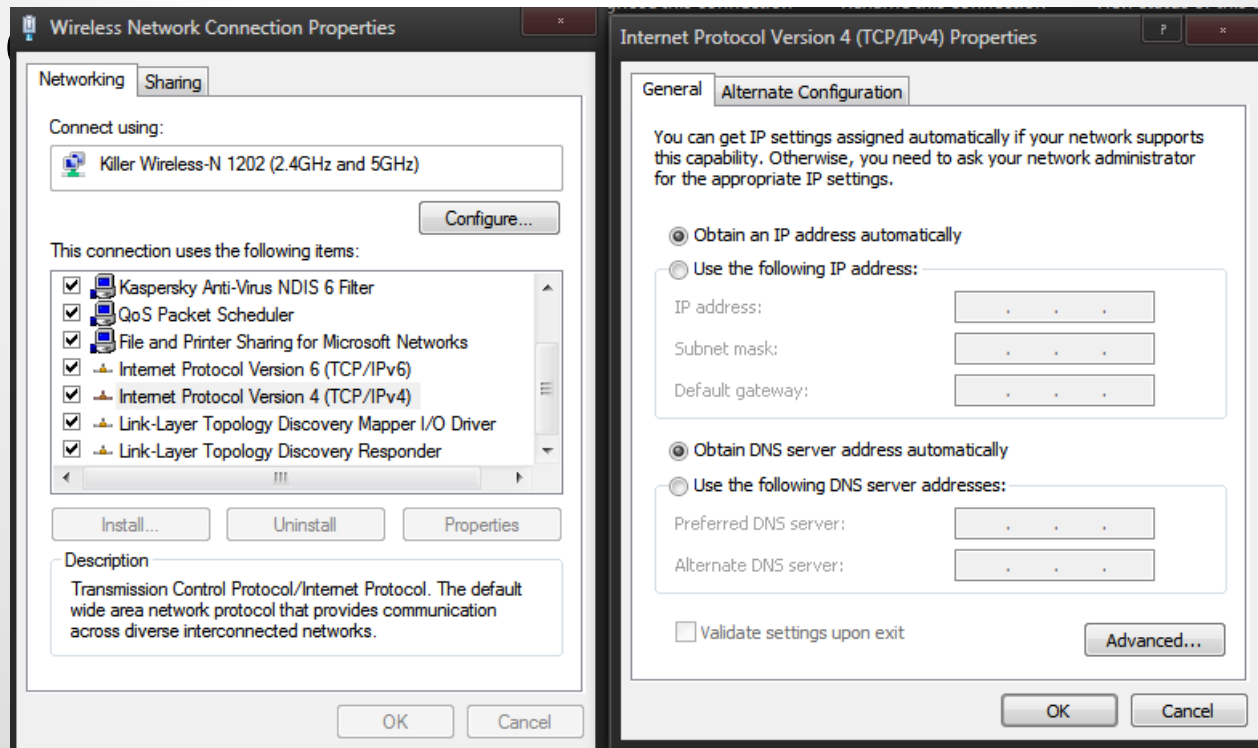 Wireless Network Connection Properties
Networking
Sharing
Connect using:
Killer Wireless-N 1202 (2.4GHz and 5GHz)
Configure...
This connection uses the following items:
Kaspersky Anti-Virus NDIS 6 Filter
QoS Packet Scheduler
File and Printer Sharing for Microsoft Networks
Internet Protocol Version 6 (TCP/IPv6)
Internet Protocol Version 4 (TCP/IPv4)
Link-Layer Topology Discovery Mapper I/O Driver
Link-Layer Topology Discovery Responder
Install...
Uninstall
Properties
Description
Transmission Control Protocol/Internet Protocol. The default
wide area network protocol that provides communication
across diverse interconnected networks.
OK
Cancel
Internet Protocol Version 4 (TCP/IPv4) Properties
General
Alternate Configuration
You can get IP settings assigned automatically if your network supports
this capability. Otherwise, you need to ask your network administrator
for the appropriate IP settings.
Obtain an IP address automatically
Use the following IP address:
IP address:
Subnet mask:
Default gateway:
Obtain DNS server address automatically
Use the following DNS server addresses:
Preferred DNS server:
Alternate DNS server:
Validate settings upon exit
Advanced...
OK
Cancel